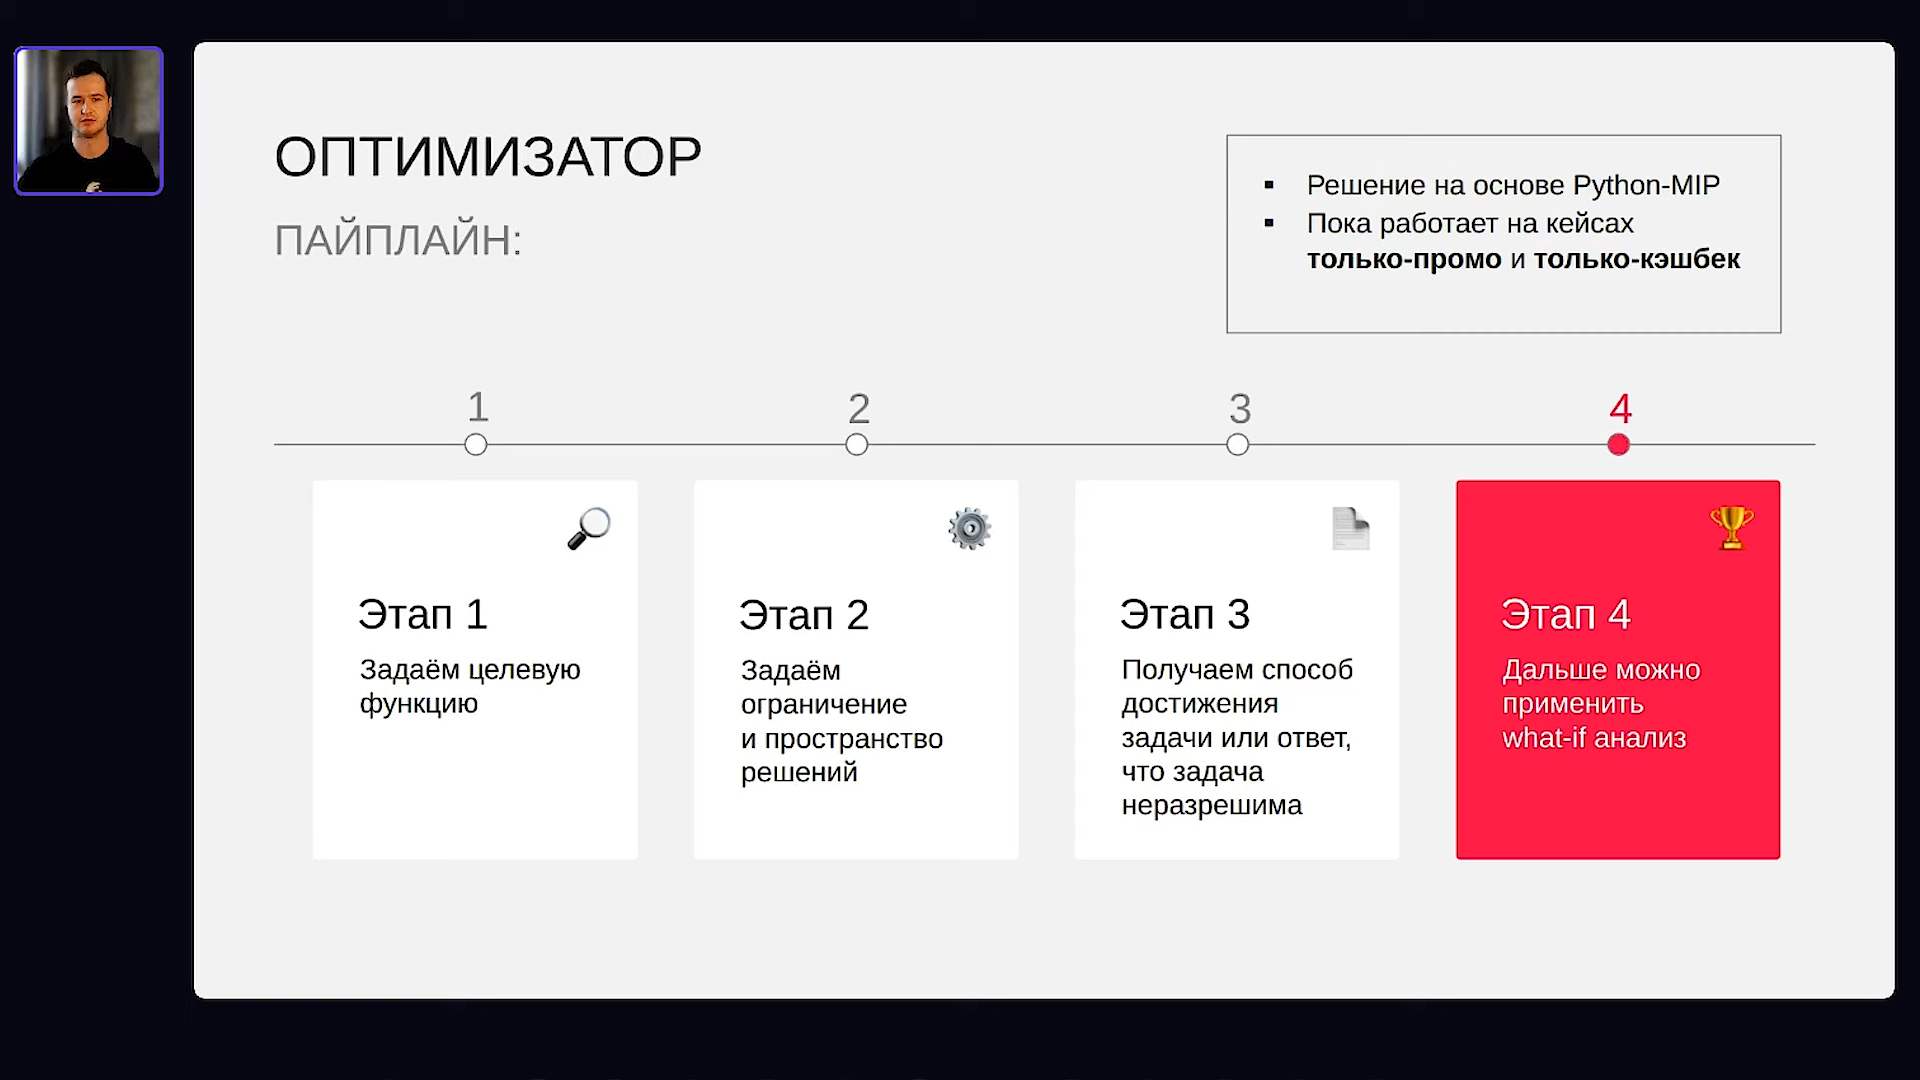 ОПТИМИЗАТОР
ПАЙПЛАЙН:
▪ Решение на основе Python-MIP
▪ Пока работает на кейсах
только-промо и только-кэшбек
1
2
3
4
Этап 1
Задаём целевую
функцию
Этап 2
Задаём
ограничение
и пространство
решений
Этап 3
Получаем способ
достижения
задачи или ответ,
что задача
неразрешима
Этап 4
Дальше можно
применить
what-if анализ